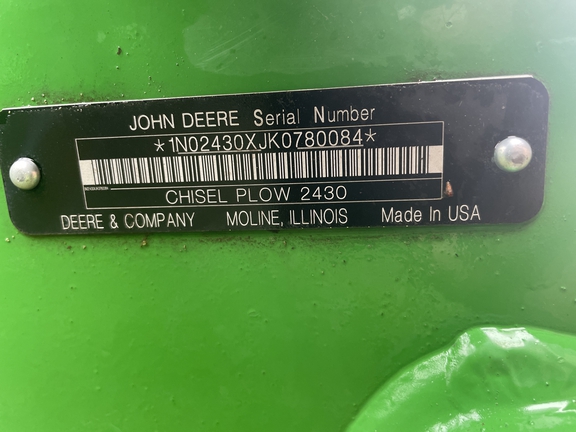 JOHN DEERE Serial Number
*1N02430XJK0780084*
CHISEL PLOW 2430
DEERE & COMPANY MOLINE, ILLINOIS Made In USA